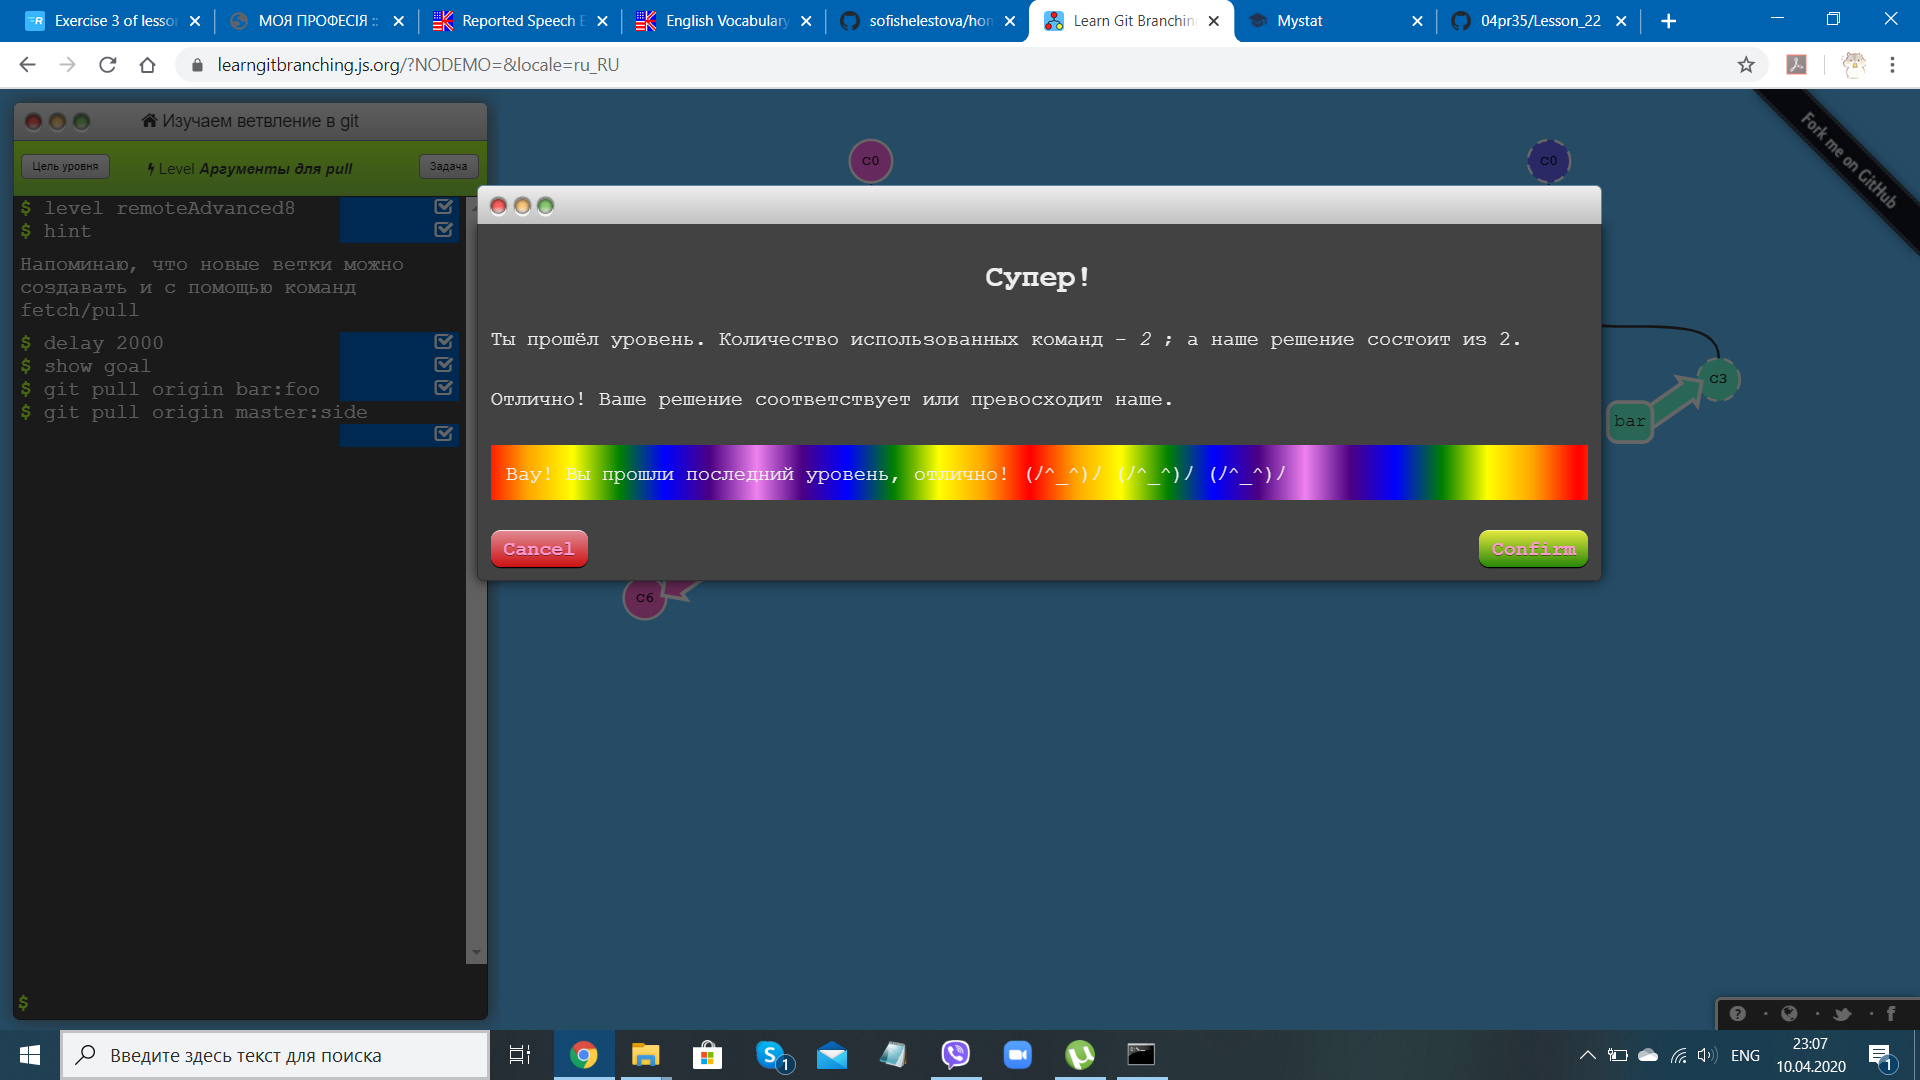 Exercise 3 of lesson
МОЯ ПРОФЕСІЯ ::
Reported Speech E
English Vocabulary
sofishelestova/hom
Learn Git Branching
Mystat
04pr35/Lesson_22
learngitbranching.js.org/?NODEMO=&locale=ru_RU
Изучаем ветвление в git
Цель уровня
Level Аргументы для pull
Задача
$ level remoteAdvanced8
$ hint
Напоминаю, что новые ветки можно
создавать и с помощью команд
fetch/pull
$ delay 2000
$ show goal
$ git pull origin bar:foo
$ git pull origin master:side
$
C0
C0
Fork me on GitHub
Супер!
Ты прошёл уровень. Количество использованных команд – 2 ; а наше решение состоит из 2.
Отлично! Ваше решение соответствует или превосходит наше.
Вау! Вы прошли последний уровень, отлично! (/^_^)/ (/^_^)/ (/^_^)/
Cancel
Confirm
C3
bar
C6
Введите здесь текст для поиска
1
ENG
23:07
10.04.2020
1